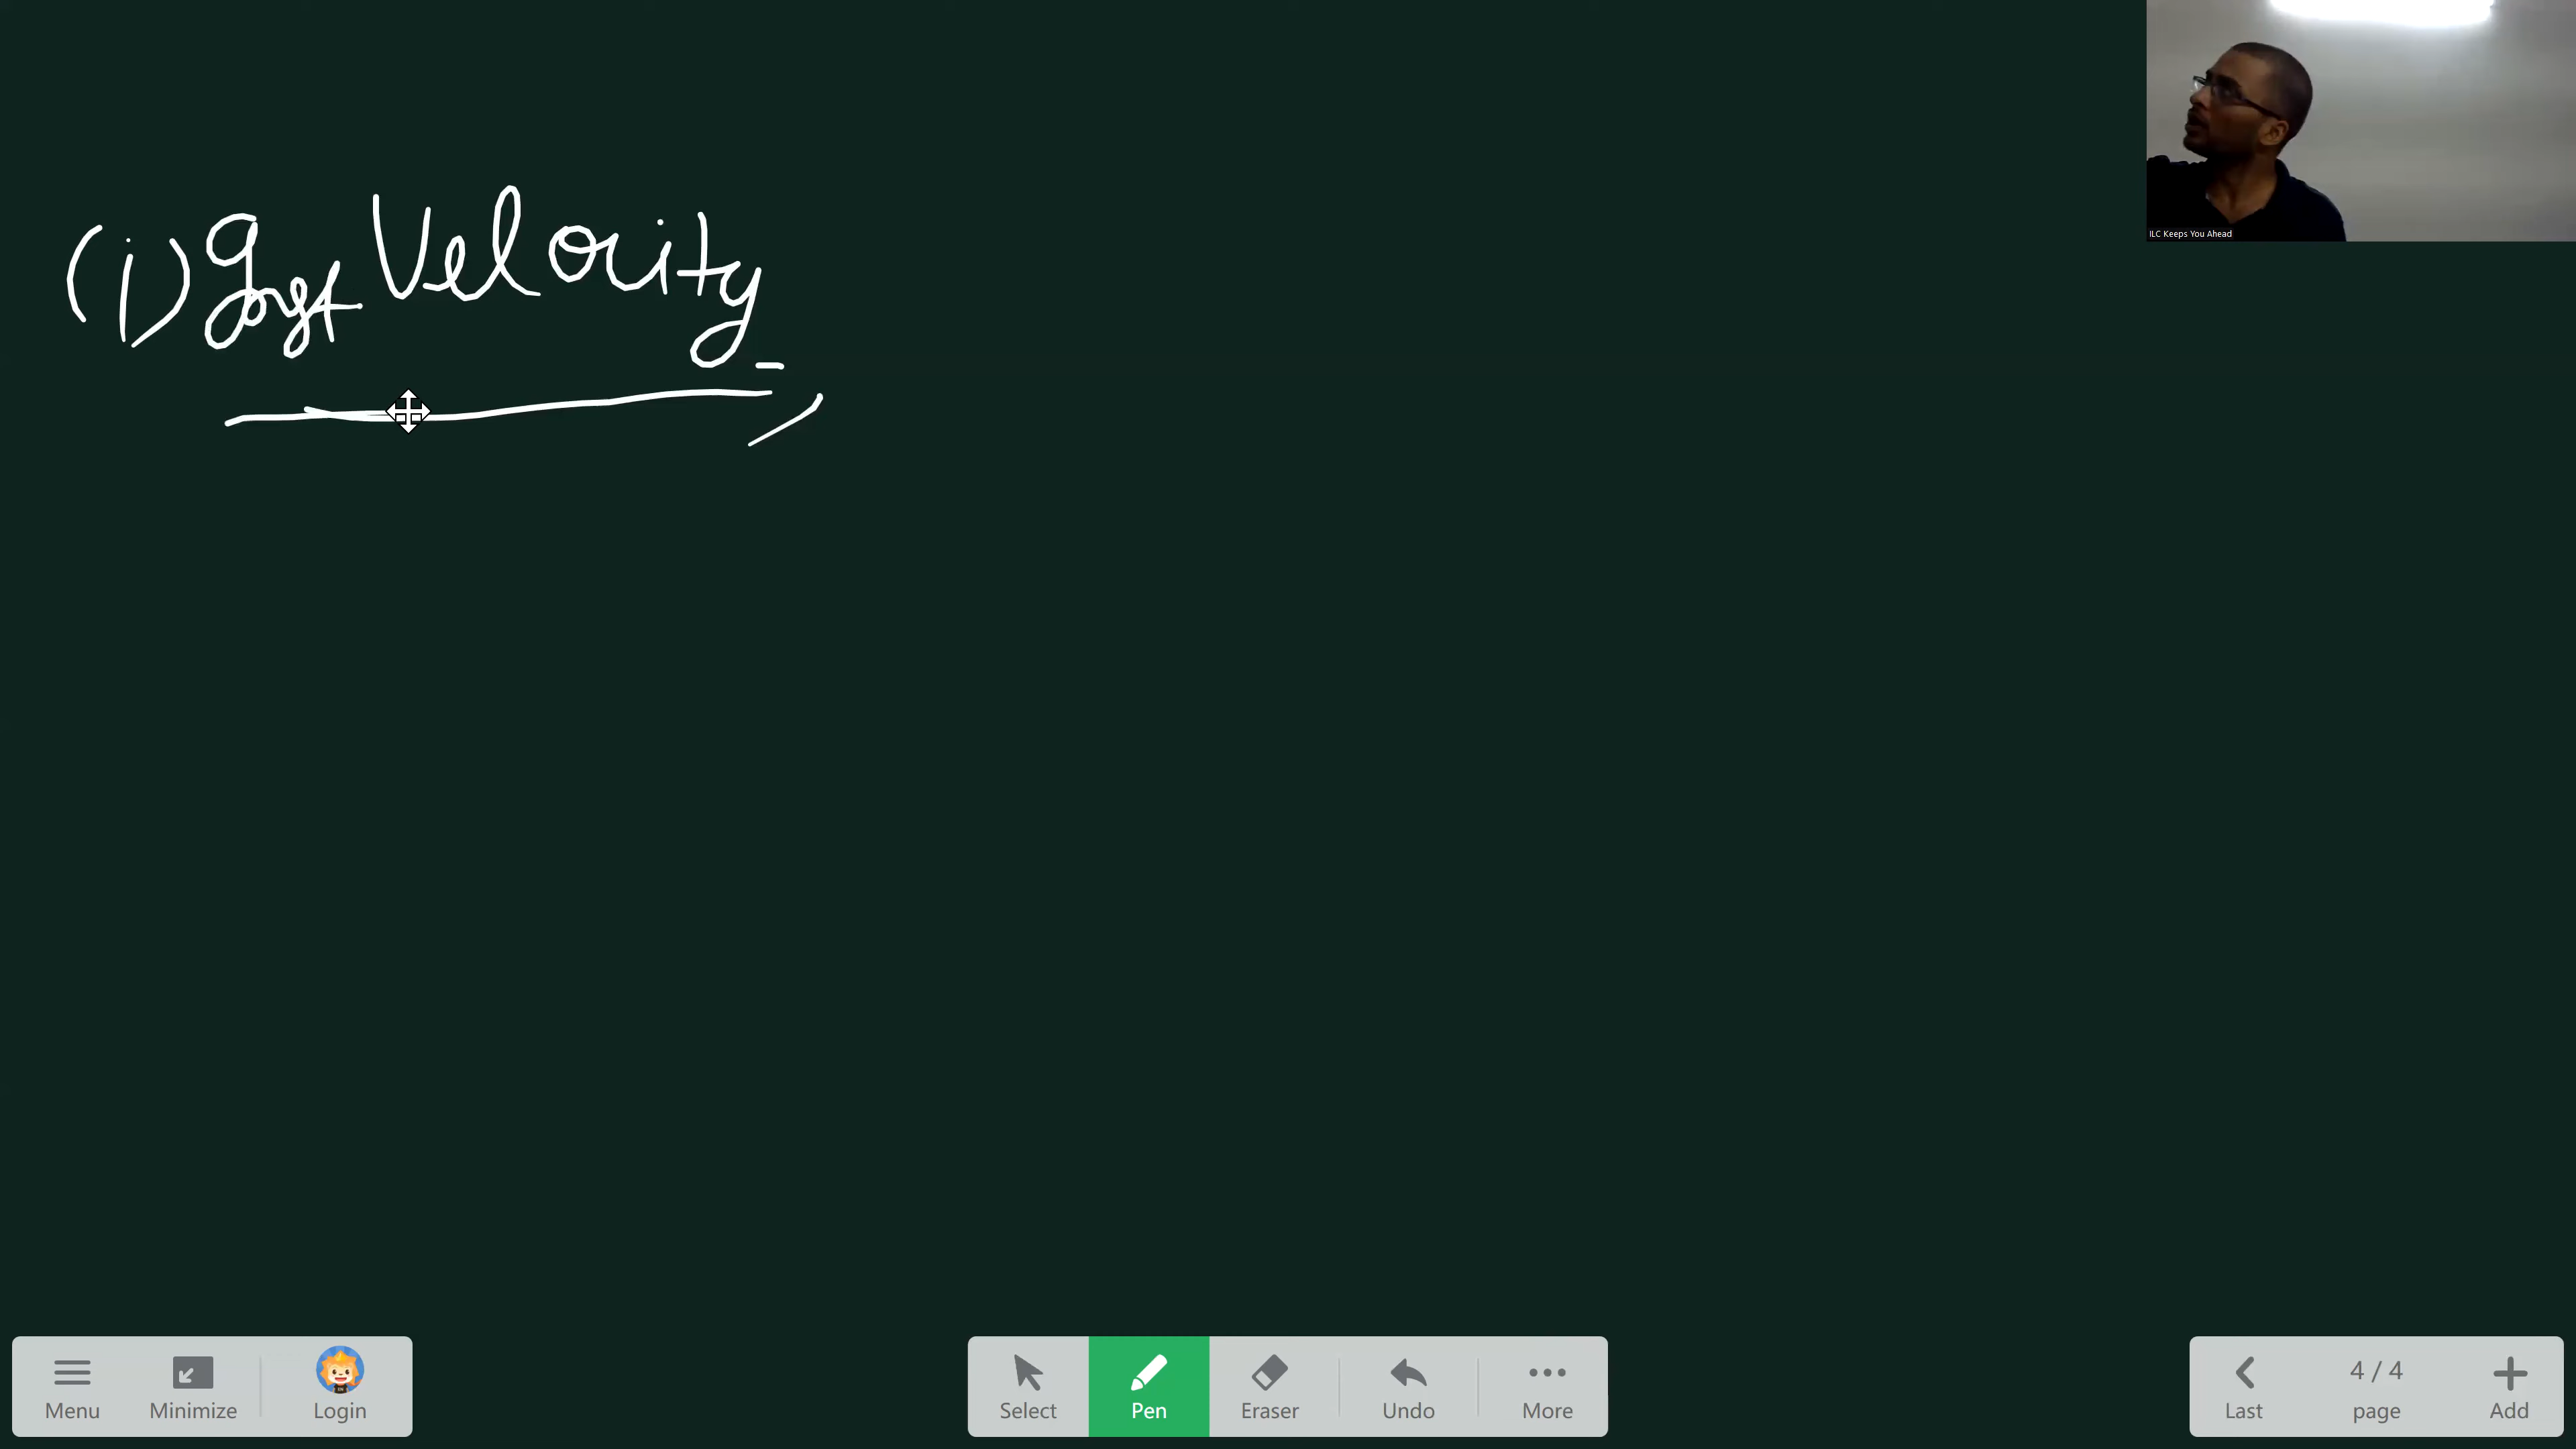 (i) Velocity
ILC Keeps You Ahead
Menu Minimize Login Select Pen Eraser Undo More Last 4 / 4 page Add